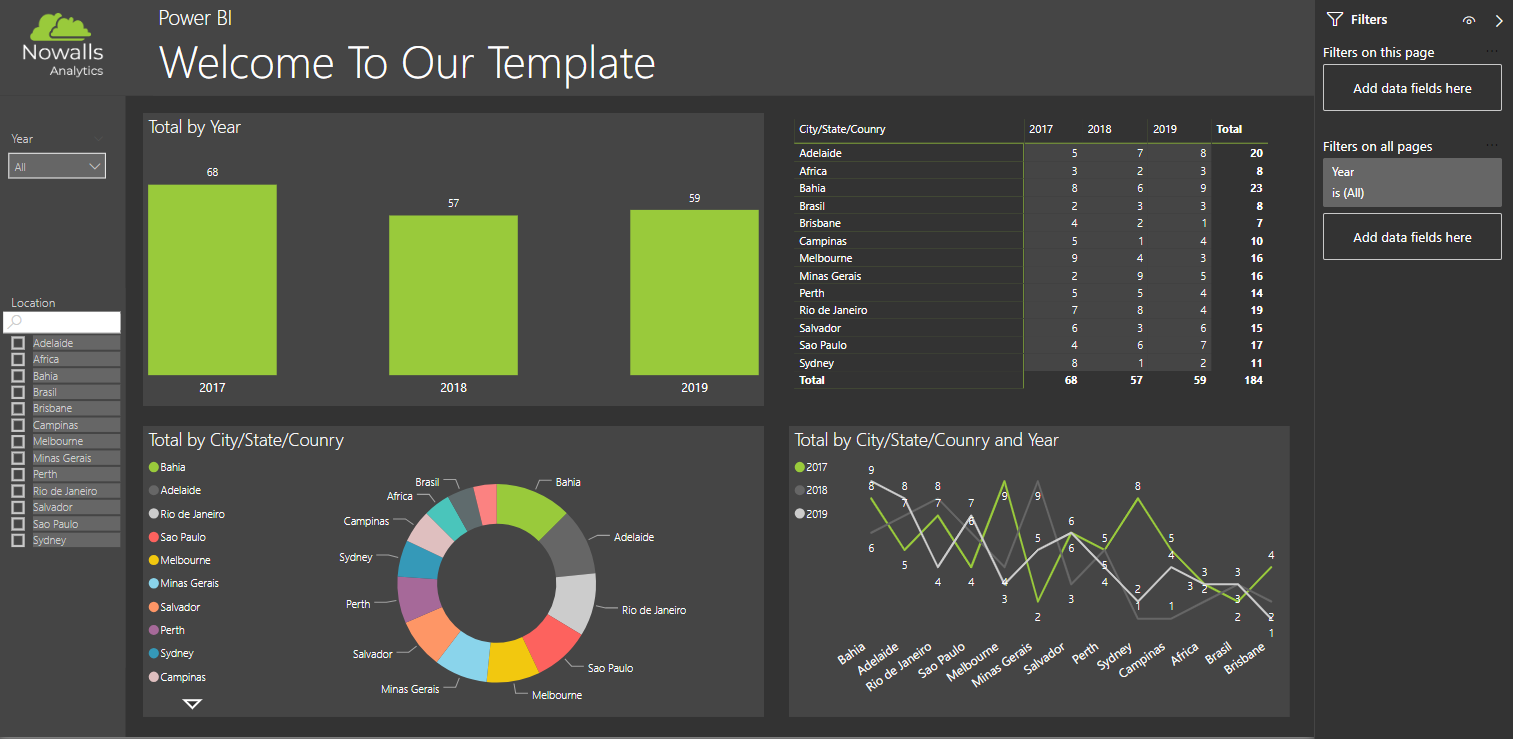 Nowalls
Analytics
Power BI
Welcome To Our Template
Year
All
Location
Adelaide
Africa
Bahia
Brasil
Brisbane
Campinas
Melbourne
Minas Gerais
Perth
Rio de Janeiro
Salvador
Sao Paulo
Sydney
Total by Year
68
57
59
2017
2018
2019
City/State/Counry 2017 2018 2019 Total
Adelaide 5 7 8 20
Africa 3 2 3 8
Bahia 8 6 9 23
Brasil 2 3 3 8
Brisbane 4 2 1 7
Campinas 5 1 4 10
Melbourne 9 4 3 16
Minas Gerais 2 9 5 16
Perth 5 5 4 14
Rio de Janeiro 7 8 4 19
Salvador 6 3 6 15
Sao Paulo 4 6 7 17
Sydney 8 1 2 11
Total 68 57 59 184
Total by City/State/Counry
Bahia
Adelaide
Rio de Janeiro
Sao Paulo
Melbourne
Minas Gerais
Salvador
Perth
Sydney
Campinas
Brasil
Africa
Campinas
Sydney
Perth
Salvador
Minas Gerais
Bahia
Adelaide
Rio de Janeiro
Sao Paulo
Melbourne
Total by City/State/Counry and Year
2017
2018
2019
9 8 6
8 7 5
8 7 4
7 6 4
9 4 3
9 5 2
6 6 3
5 5 4
8 2 1
5 4 1
3 3 2
3 3 2
4 2 1
Bahia
Adelaide
Rio de Janeiro
Sao Paulo
Melbourne
Minas Gerais
Salvador
Perth
Sydney
Campinas
Africa
Brasil
Brisbane
Filters
Filters on this page
Add data fields here
Filters on all pages
Year
is (All)
Add data fields here